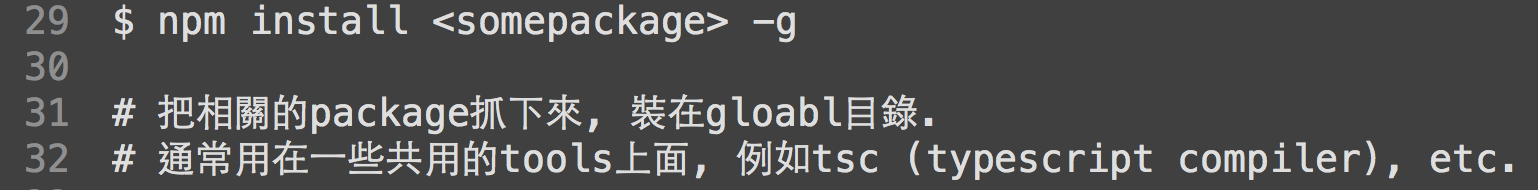 29 $ npm install <somepackage> -g
30
31 # 把相關的package抓下來, 裝在gloabl目錄.
32 # 通常用在一些共用的tools上面, 例如tsc (typescript compiler), etc.